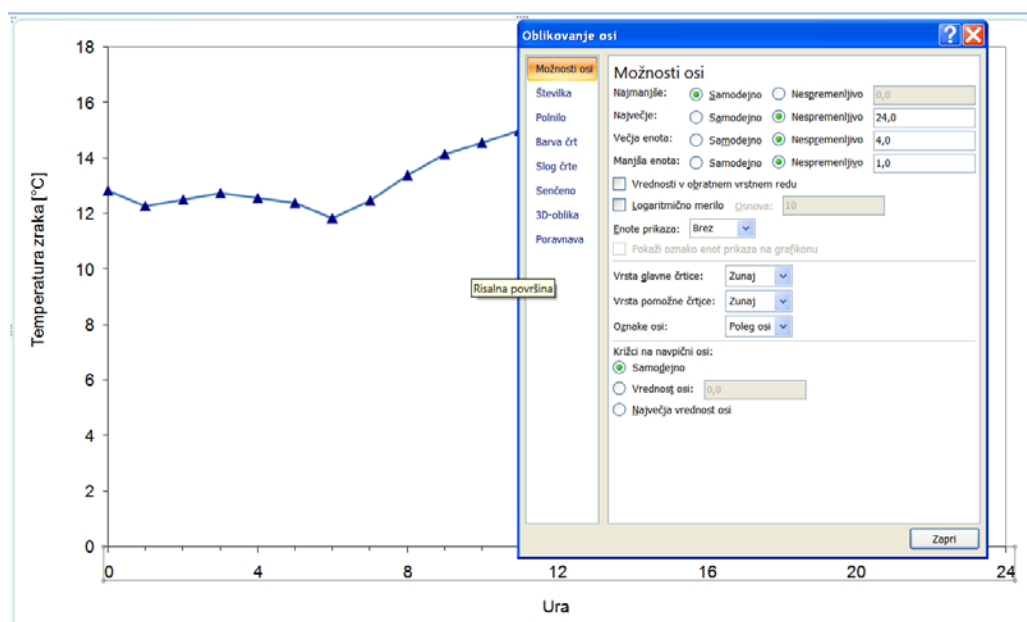 Oblikovanje osi
Možnosti osi
Številka
Polnilo
Barva črt
Slog črte
Senčeno
3D-oblika
Poravnava
Možnosti osi
Najmanjše: Samodejno Nespremenljivo 0,0
Največje: Samodejno Nespremenljivo 24,0
Večja enota: Samodejno Nespremenljivo 4,0
Manjša enota: Samodejno Nespremenljivo 1,0
Vrednosti v obratnem vrstnem redu
Logaritmično merilo Osnova: 10
Enote prikaza: Brez
Pokaži oznako enot prikaza na grafikonu
Vrsta glavne črtice: Zunaj
Vrsta pomožne črtice: Zunaj
Oznake osi: Poleg osi
Križci na navpični osi:
Samodejno
Vrednost osi: 0,0
Največja vrednost osi
Zapri
Risalna površina
Temperatura zraka [°C]
18
16
14
12
10
8
6
4
2
0
0 4 8 12 16 20 24
Ura